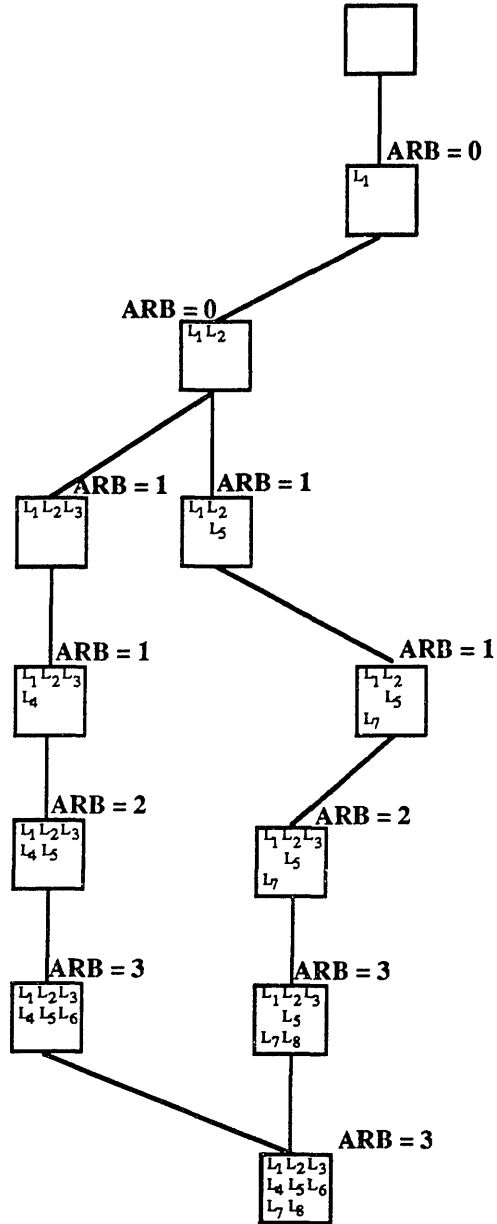 ARB = 0
L₁
ARB = 0
L₁ L₂
ARB = 1
ARB = 1
L₁ L₂ L₃
L₁ L₂
L₅
ARB = 1
ARB = 1
L₁ L₂ L₃
L₄
L₁ L₂
L₅
L₇
ARB = 2
ARB = 2
L₁ L₂ L₃
L₄ L₅
L₁ L₂ L₃
L₅
L₇
ARB = 3
ARB = 3
L₁ L₂ L₃
L₄ L₅ L₆
L₁ L₂ L₃
L₅
L₇ L₈
ARB = 3
L₁ L₂ L₃
L₄ L₅ L₆
L₇ L₈